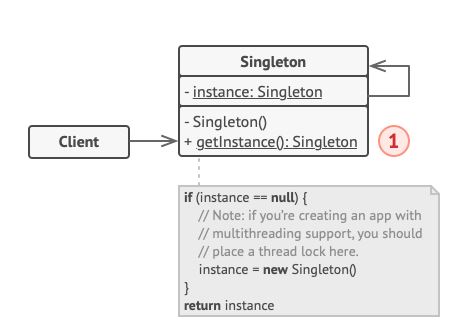 Singleton
- instance: Singleton
- Singleton()
+ getInstance(): Singleton
Client
1
if (instance == null) {
// Note: if you're creating an app with
// multithreading support, you should
// place a thread lock here.
instance = new Singleton()
}
return instance